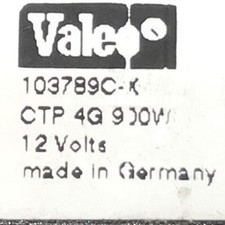 Valeo
103789C-K
CTP 4G 900W
12 Volts
made in Germany